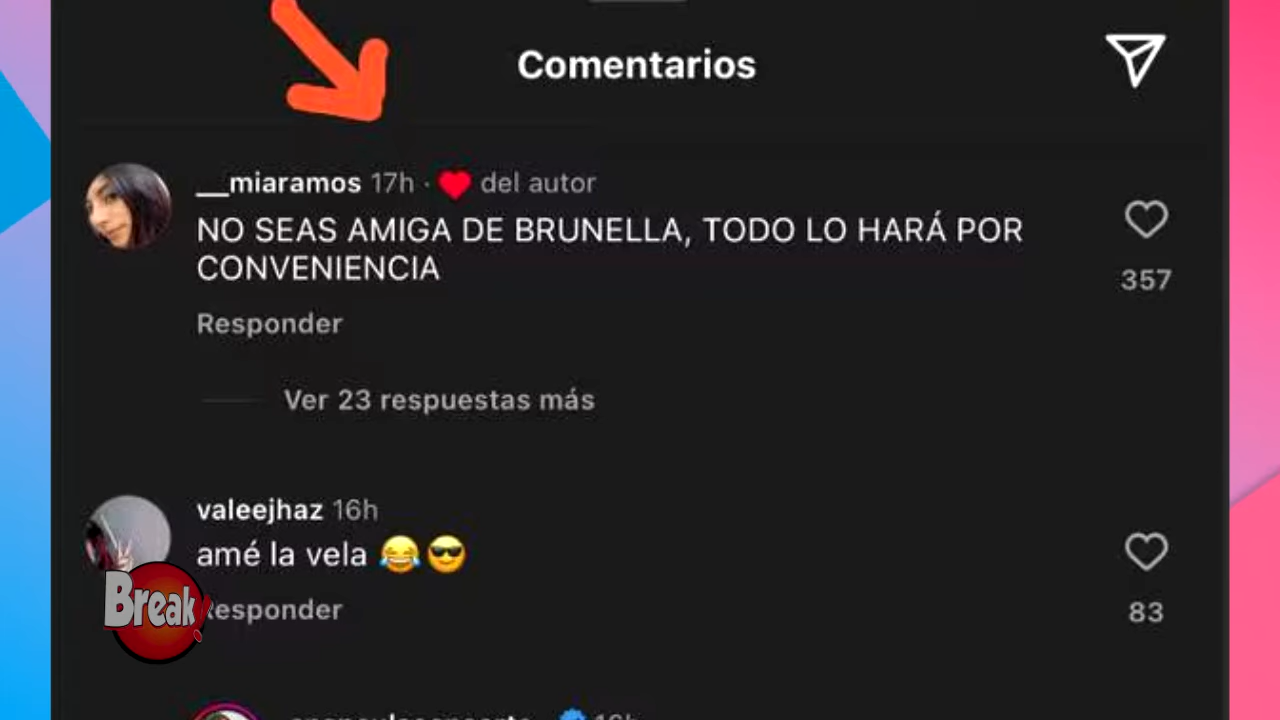 Comentarios
__miaramos 17h · ❤️ del autor
NO SEAS AMIGA DE BRUNELLA, TODO LO HARÁ POR
CONVENIENCIA
357
Responder
Ver 23 respuestas más
valeejhaz 16h
amé la vela 😂😎
Responder
83
Break!